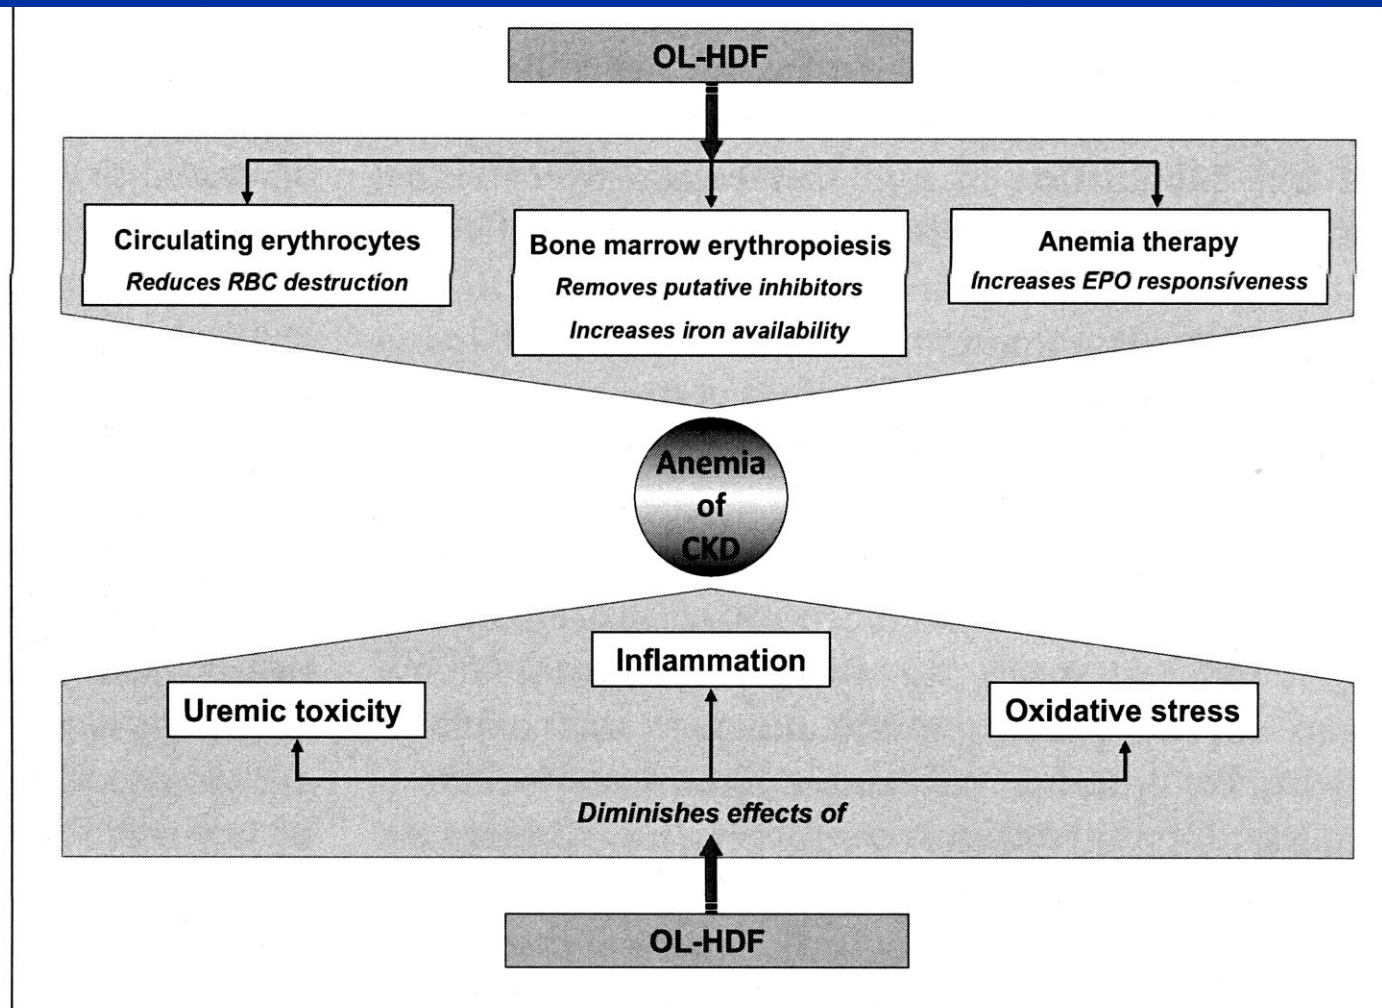 OL-HDF
Circulating erythrocytes
Reduces RBC destruction
Bone marrow erythropoiesis
Removes putative inhibitors
Increases iron availability
Anemia therapy
Increases EPO responsiveness
Anemia
of
CKD
Inflammation
Uremic toxicity
Oxidative stress
Diminishes effects of
OL-HDF